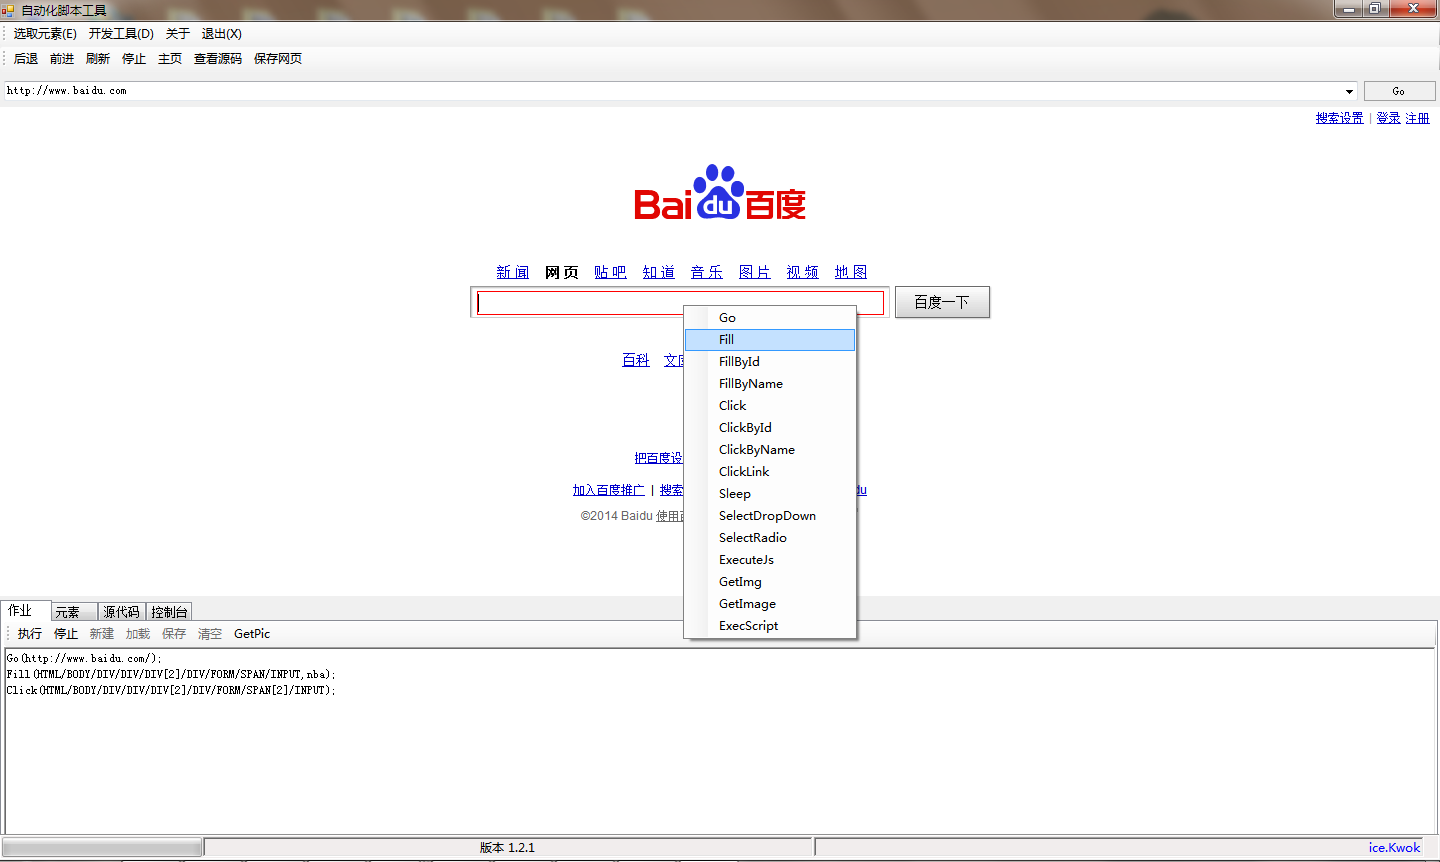 自动化脚本工具
选取元素(E) 开发工具(D) 关于 退出(X)
后退 前进 刷新 停止 主页 查看源码 保存网页
http://www.baidu.com Go
搜索设置 | 登录 注册
Baidu百度
新闻 网页 贴吧 知道 音乐 图片 视频 地图
百度一下
百科
把百度设
加入百度推广 | 搜索 du
©2014 Baidu 使用
Go
Fill
FillById
FillByName
Click
ClickById
ClickByName
ClickLink
Sleep
SelectDropDown
SelectRadio
ExecuteJs
GetImg
GetImage
ExecScript
作业 元素 源代码 控制台
执行 停止 新建 加载 保存 清空 GetPic
Go(http://www.baidu.com/);
Fill(HTML/BODY/DIV/DIV/DIV[2]/DIV/FORM/SPAN/INPUT,nba);
Click(HTML/BODY/DIV/DIV/DIV[2]/DIV/FORM/SPAN[2]/INPUT);
版本 1.2.1 ice.Kwok